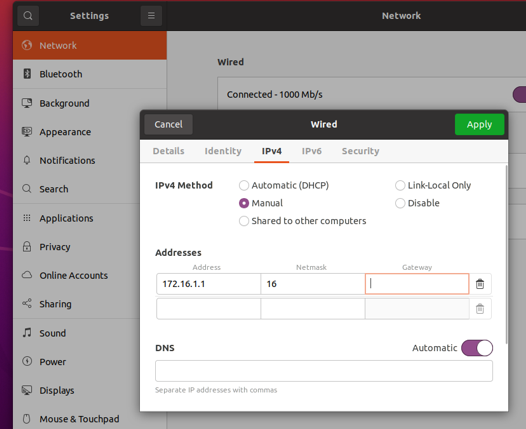 Settings
Network
Network
Bluetooth
Background
Appearance
Notifications
Search
Applications
Privacy
Online Accounts
Sharing
Sound
Power
Displays
Mouse & Touchpad
Wired
Connected - 1000 Mb/s
Cancel
Wired
Apply
Details
Identity
IPv4
IPv6
Security
IPv4 Method
Automatic (DHCP)
Link-Local Only
Manual
Disable
Shared to other computers
Addresses
Address
Netmask
Gateway
172.16.1.1
16
DNS
Automatic
Separate IP addresses with commas